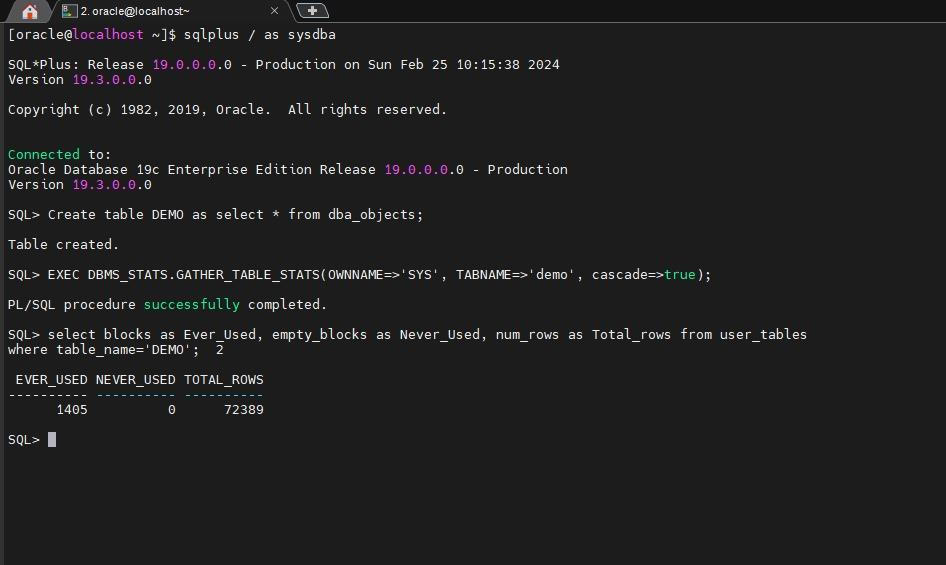 2. oracle@localhost~
[oracle@localhost ~]$ sqlplus / as sysdba
SQL*Plus: Release 19.0.0.0.0 - Production on Sun Feb 25 10:15:38 2024
Version 19.3.0.0.0
Copyright (c) 1982, 2019, Oracle.  All rights reserved.
Connected to:
Oracle Database 19c Enterprise Edition Release 19.0.0.0.0 - Production
Version 19.3.0.0.0
SQL> Create table DEMO as select * from dba_objects;
Table created.
SQL> EXEC DBMS_STATS.GATHER_TABLE_STATS(OWNNAME=>'SYS', TABNAME=>'demo', cascade=>true);
PL/SQL procedure successfully completed.
SQL> select blocks as Ever_Used, empty_blocks as Never_Used, num_rows as Total_rows from user_tables
where table_name='DEMO';  2
 EVER_USED NEVER_USED TOTAL_ROWS
---------- ---------- ----------
      1405          0      72389
SQL>